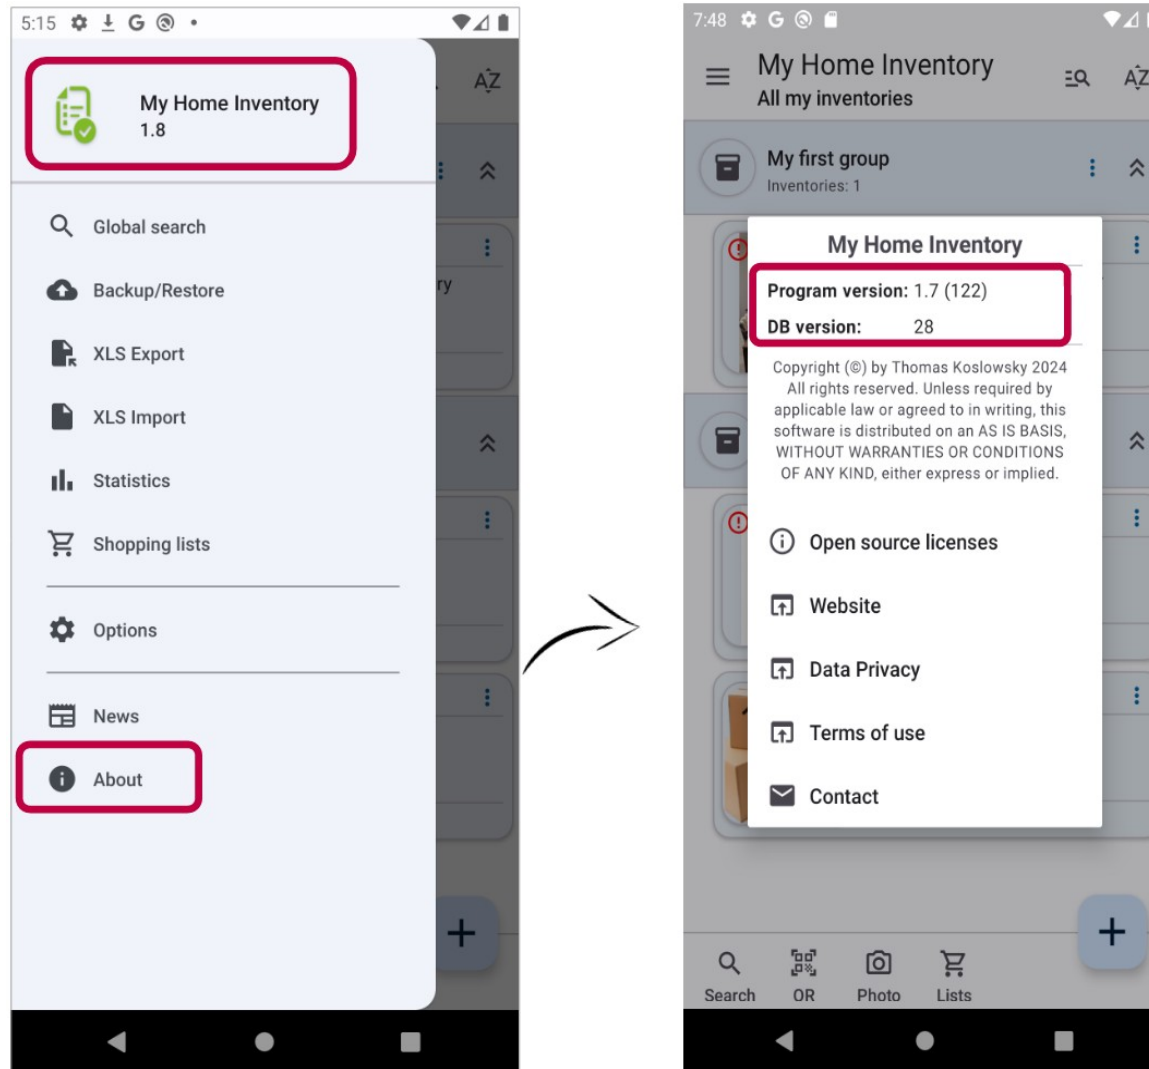 5:15
My Home Inventory
1.8
AZ
Global search
ry
Backup/Restore
XLS Export
XLS Import
Statistics
Shopping lists
Options
News
About
7:48
My Home Inventory
All my inventories
AZ
My first group
Inventories: 1
My Home Inventory
Program version: 1.7 (122)
DB version: 28
Copyright (©) by Thomas Koslowsky 2024
All rights reserved. Unless required by
applicable law or agreed to in writing, this
software is distributed on an AS IS BASIS,
WITHOUT WARRANTIES OR CONDITIONS
OF ANY KIND, either express or implied.
Open source licenses
Website
Data Privacy
Terms of use
Contact
Search QR Photo Lists